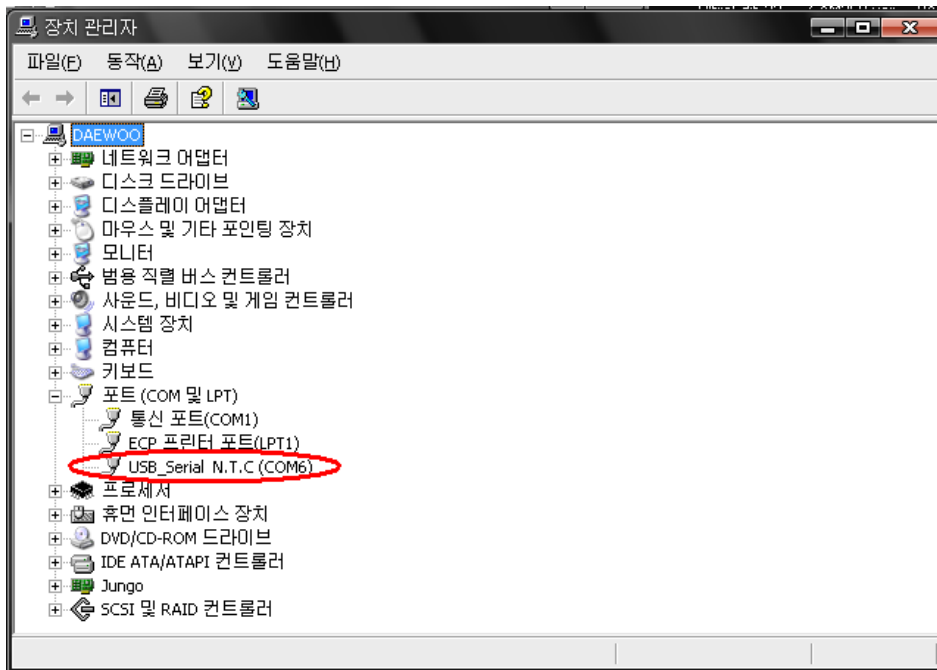 장치 관리자
파일(F) 동작(A) 보기(V) 도움말(H)
DAEWOO
네트워크 어댑터
디스크 드라이브
디스플레이 어댑터
마우스 및 기타 포인팅 장치
모니터
범용 직렬 버스 컨트롤러
사운드, 비디오 및 게임 컨트롤러
시스템 장치
컴퓨터
키보드
포트 (COM 및 LPT)
통신 포트(COM1)
ECP 프린터 포트(LPT1)
USB_Serial N.T.C (COM6)
프로세서
휴먼 인터페이스 장치
DVD/CD-ROM 드라이브
IDE ATA/ATAPI 컨트롤러
Jungo
SCSI 및 RAID 컨트롤러